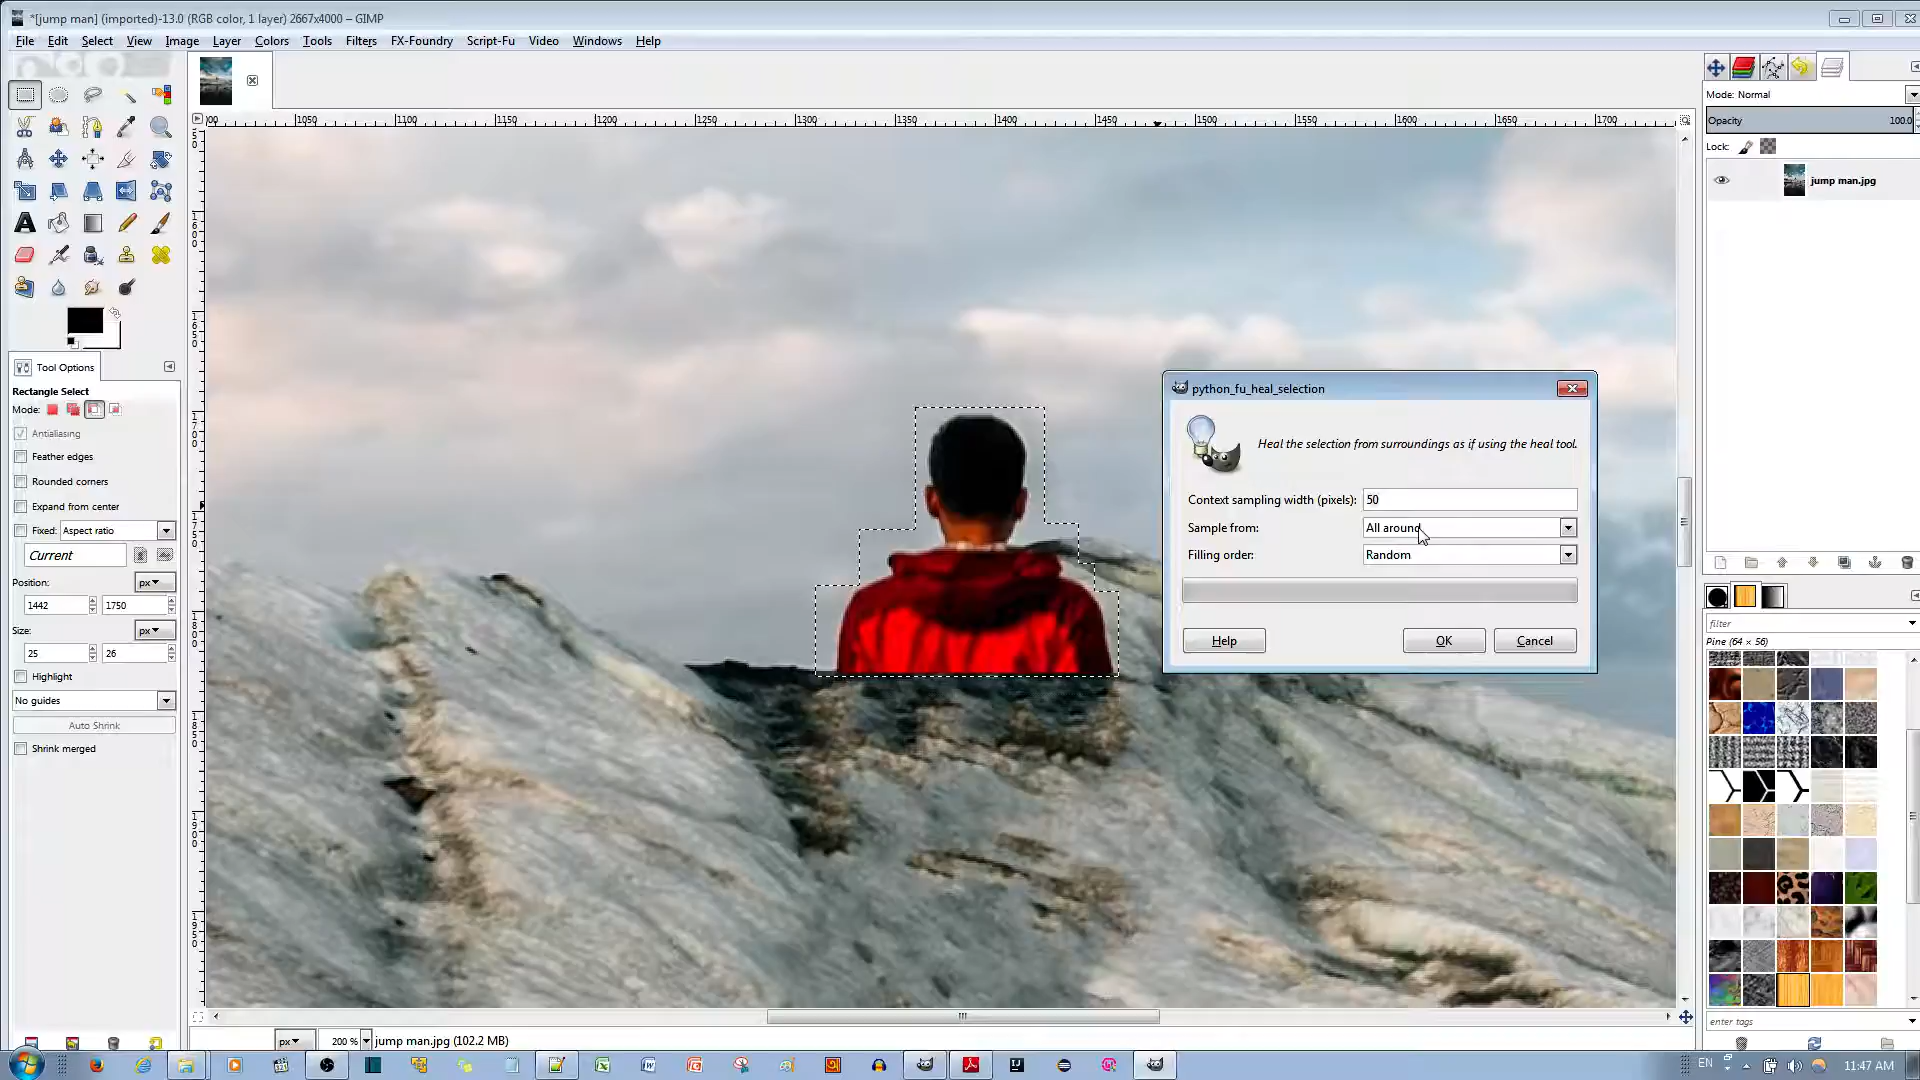 *[jump man] (imported)-13.0 (RGB color, 1 layer) 2667x4000 – GIMP
File Edit Select View Image Layer Colors Tools Filters FX-Foundry Script-Fu Video Windows Help
Mode: Normal
Opacity 100.0
Lock:
jump man.jpg
1050 1100 1150 1200 1250 1300 1350 1400 1450 1500 1550 1600 1650 1700
Tool Options
Rectangle Select
Mode:
Antialiasing
Feather edges
Rounded corners
Expand from center
Fixed: Aspect ratio
Current
Position: px
1442 1750
Size: px
25 26
Highlight
No guides
Auto Shrink
Shrink merged
python_fu_heal_selection
Heal the selection from surroundings as if using the heal tool.
Context sampling width (pixels): 50
Sample from: All around
Filling order: Random
Help OK Cancel
filter
Pine (64 × 56)
enter tags
px 200 % jump man.jpg (102.2 MB)
EN 11:47 AM